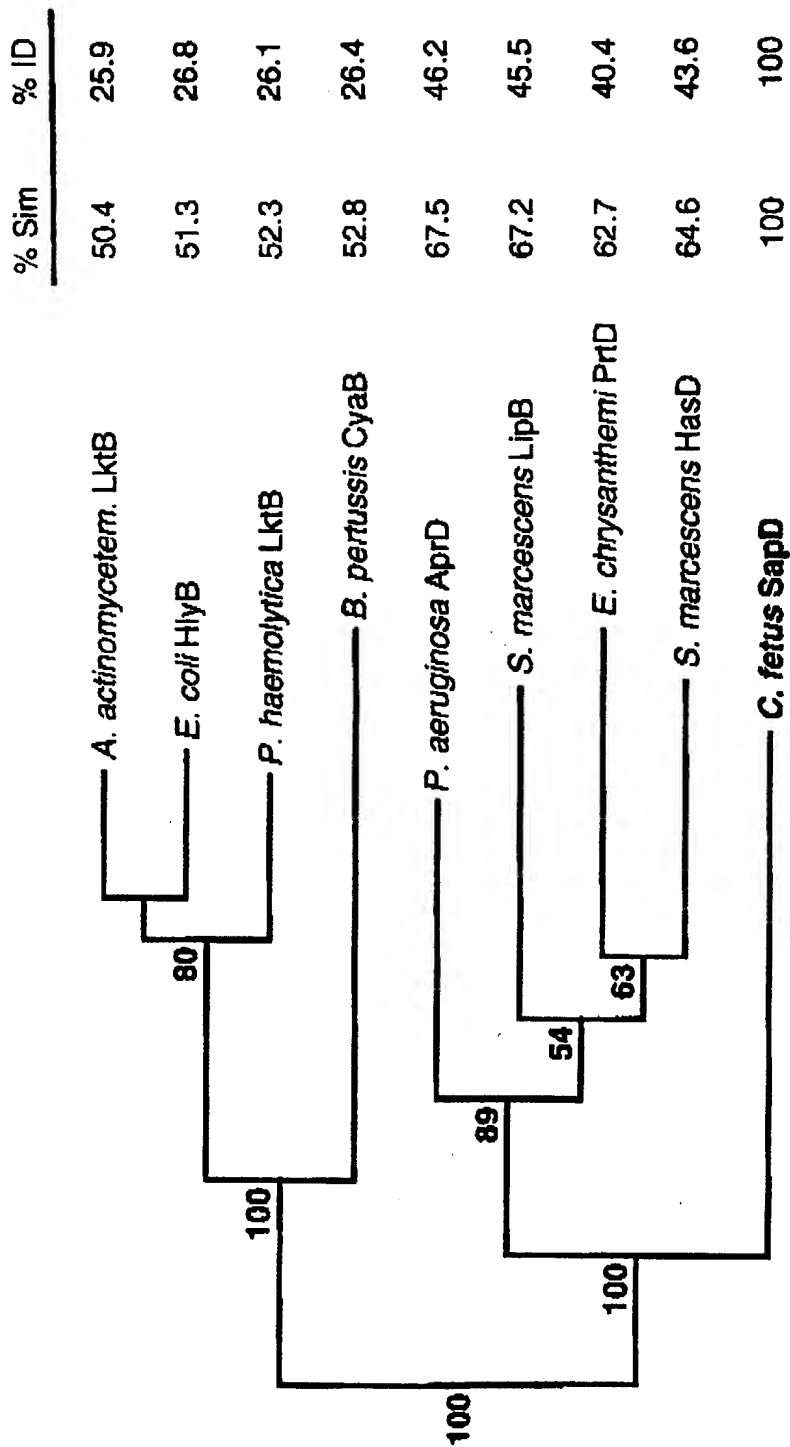 % Sim % ID
A. actinomycetem. LktB 50.4 25.9
E. coli HlyB 51.3 26.8
80
P. haemolytica LktB 52.3 26.1
100
B. pertussis CyaB 52.8 26.4
100
P. aeruginosa AprD 46.2 67.5
89
S. marcescens LipB 67.2 45.5
54
E. chrysanthemi PrtD 62.7 40.4
63
S. marcescens HasD 64.6 43.6
100
C. fetus SapD 100 100